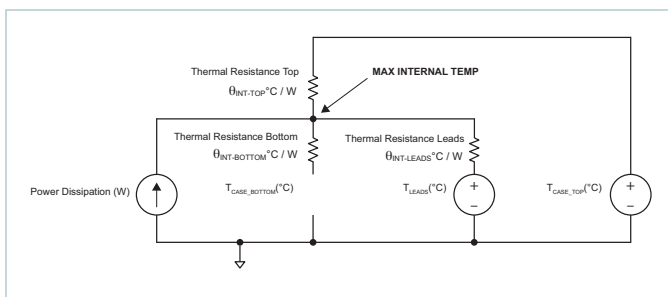 Thermal Resistance Top
θINT-TOP°C / W
MAX INTERNAL TEMP
Thermal Resistance Bottom
θINT-BOTTOM°C / W
Thermal Resistance Leads
θINT-LEADS°C / W
Power Dissipation (W)
TCASE_BOTTOM(°C)
TLEADS(°C)
TCASE_TOP(°C)
+
–
+
–